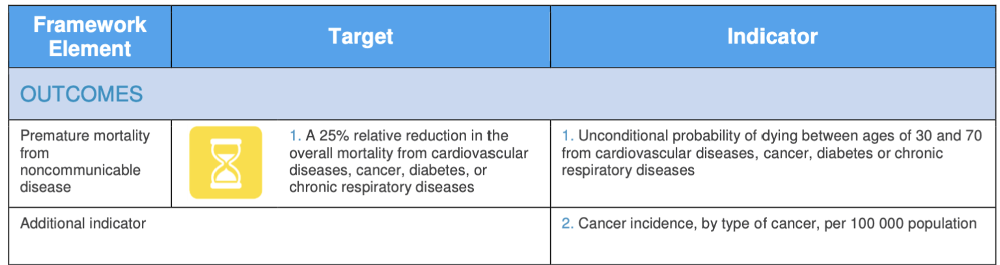 Framework
Element
Target
Indicator
OUTCOMES
Premature mortality
from
noncommunicable
disease
1. A 25% relative reduction in the
overall mortality from cardiovascular
diseases, cancer, diabetes, or
chronic respiratory diseases
1. Unconditional probability of dying between ages of 30 and 70
from cardiovascular diseases, cancer, diabetes or chronic
respiratory diseases
Additional indicator
2. Cancer incidence, by type of cancer, per 100 000 population